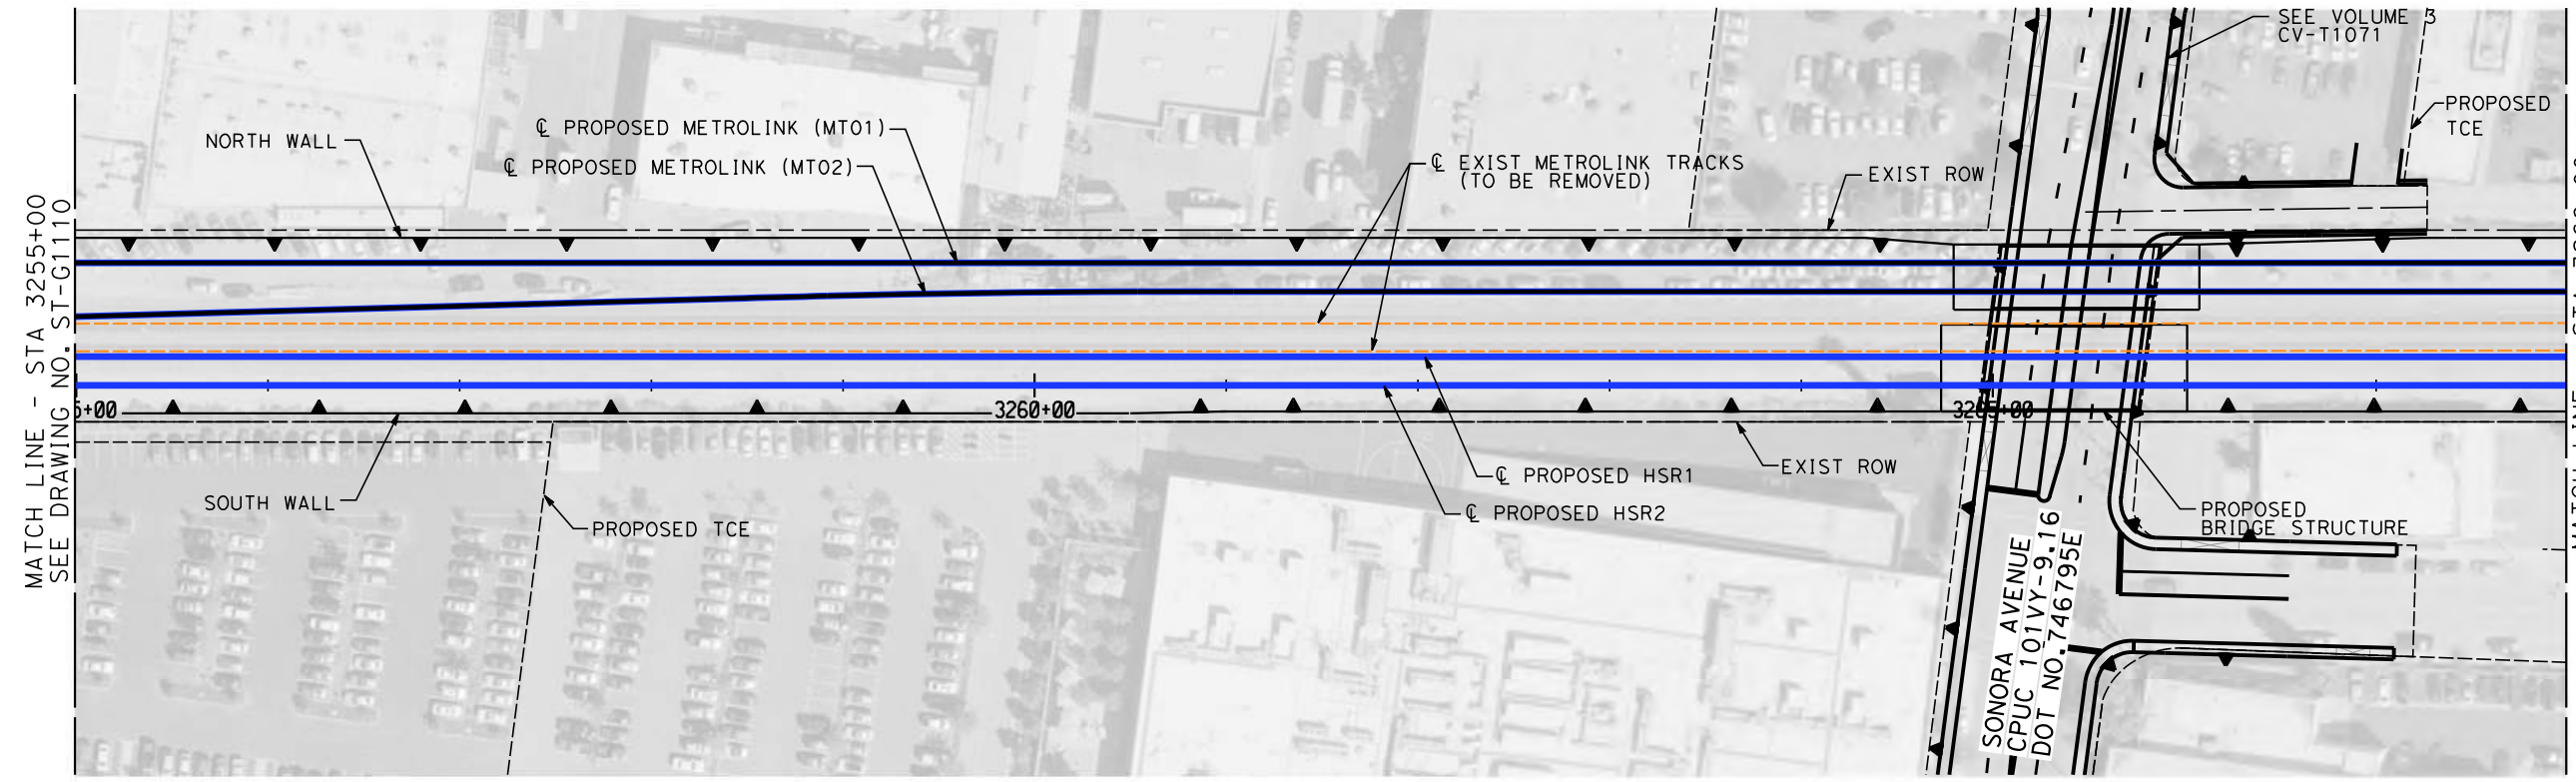 MATCH LINE - STA 3255+00
SEE DRAWING NO. ST-G1110
NORTH WALL
℄ PROPOSED METROLINK (MT01)
℄ PROPOSED METROLINK (MT02)
℄ EXIST METROLINK TRACKS
(TO BE REMOVED)
EXIST ROW
SEE VOLUME 3
CV-T1071
PROPOSED
TCE
5+00
3260+00
3265+00
SOUTH WALL
PROPOSED TCE
℄ PROPOSED HSR1
℄ PROPOSED HSR2
EXIST ROW
PROPOSED
BRIDGE STRUCTURE
SONORA AVENUE
CPUC 101VY-9.16
DOT NO.746795E